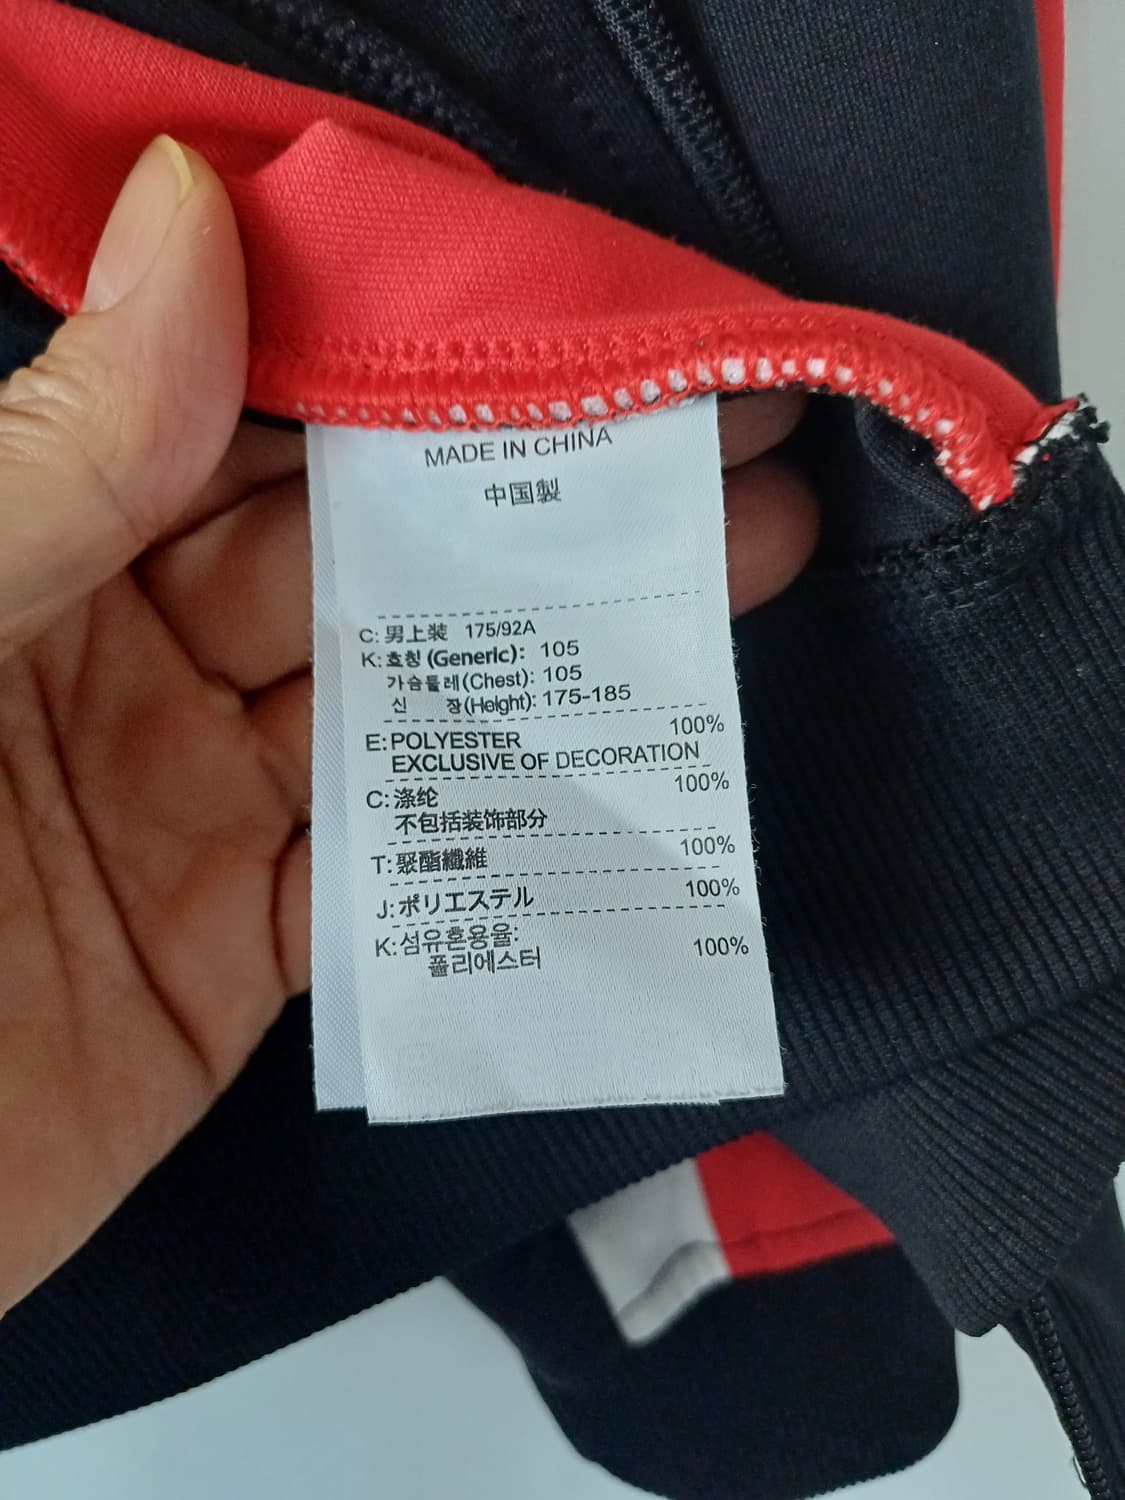 MADE IN CHINA
中国製
C: 男上装 175/92A
K: 호칭 (Generic): 105
가슴둘레(Chest): 105
신 장(Height): 175-185
100%
E: POLYESTER
EXCLUSIVE OF DECORATION
100%
C: 涤纶
不包括装饰部分
T: 聚酯纖維 100%
J: ポリエステル 100%
K: 섬유혼용율:
폴리에스터 100%